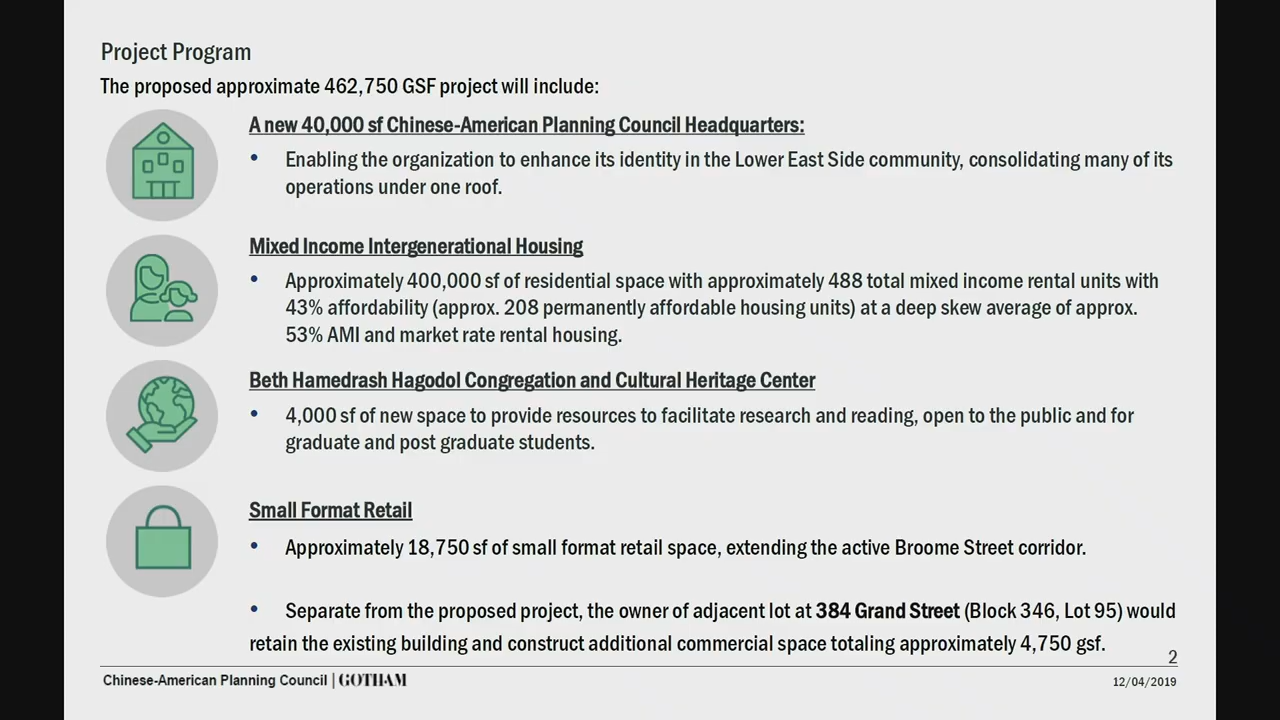 Project Program
The proposed approximate 462,750 GSF project will include:
A new 40,000 sf Chinese-American Planning Council Headquarters:
• Enabling the organization to enhance its identity in the Lower East Side community, consolidating many of its
operations under one roof.
Mixed Income Intergenerational Housing
• Approximately 400,000 sf of residential space with approximately 488 total mixed income rental units with
43% affordability (approx. 208 permanently affordable housing units) at a deep skew average of approx.
53% AMI and market rate rental housing.
Beth Hamedrash Hagodol Congregation and Cultural Heritage Center
• 4,000 sf of new space to provide resources to facilitate research and reading, open to the public and for
graduate and post graduate students.
Small Format Retail
• Approximately 18,750 sf of small format retail space, extending the active Broome Street corridor.
• Separate from the proposed project, the owner of adjacent lot at 384 Grand Street (Block 346, Lot 95) would
retain the existing building and construct additional commercial space totaling approximately 4,750 gsf.
2
Chinese-American Planning Council | GOTHAM
12/04/2019